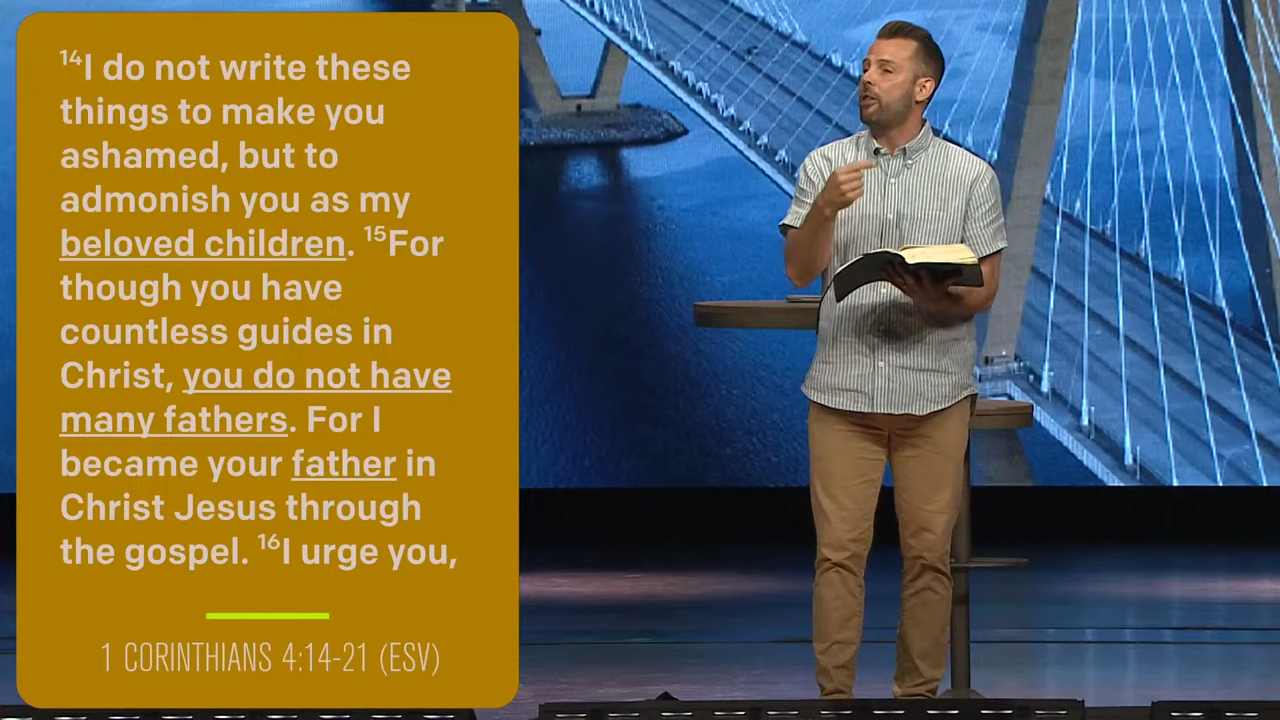 ¹⁴I do not write these
things to make you
ashamed, but to
admonish you as my
beloved children. ¹⁵For
though you have
countless guides in
Christ, you do not have
many fathers. For I
became your father in
Christ Jesus through
the gospel. ¹⁶I urge you,
1 CORINTHIANS 4:14-21 (ESV)